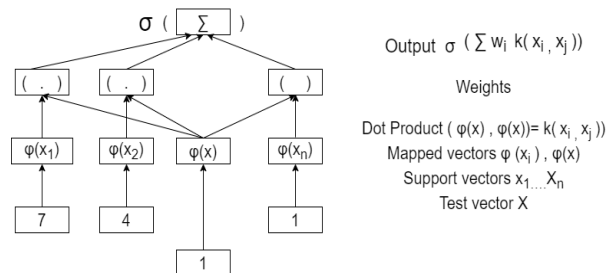 σ ( Σ )
( . ) ( . ) ( )
φ(x₁) φ(x₂) φ(x) φ(xₙ)
7 4 1
1
Output σ ( Σ wᵢ k( xᵢ , xⱼ ))
Weights
Dot Product ( φ(x) , φ(x))= k( xᵢ , xⱼ ))
Mapped vectors φ (xᵢ ) , φ(x)
Support vectors x₁....Xₙ
Test vector X